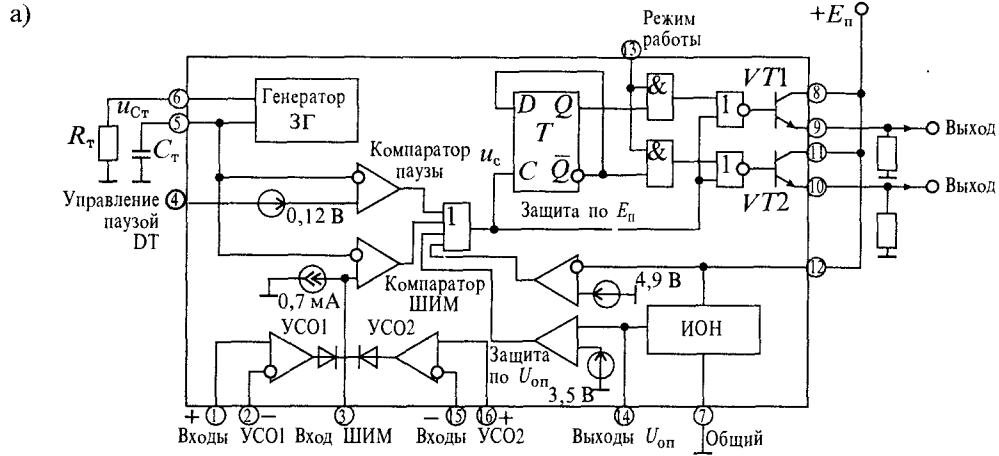 а)
Режим
работы
+Eп
13
6
uCт
Генератор
ЗГ
5
Rт
Cт
D Q
T
C Q̅
&
&
1
1
VT1
8
9
Выход
11
10
Выход
VT2
Компаратор
паузы
uc
Управление
паузой
DT
4
0,12 В
1
Защита по Eп
12
0,7 мА
Компаратор
ШИМ
4,9 В
УСО1
УСО2
ИОН
Защита
по Uоп
3,5 В
+ 1 2 − 3 − 15 16 + 14 7
Входы УСО1 Вход ШИМ Входы УСО2 Выходы Uоп Общий